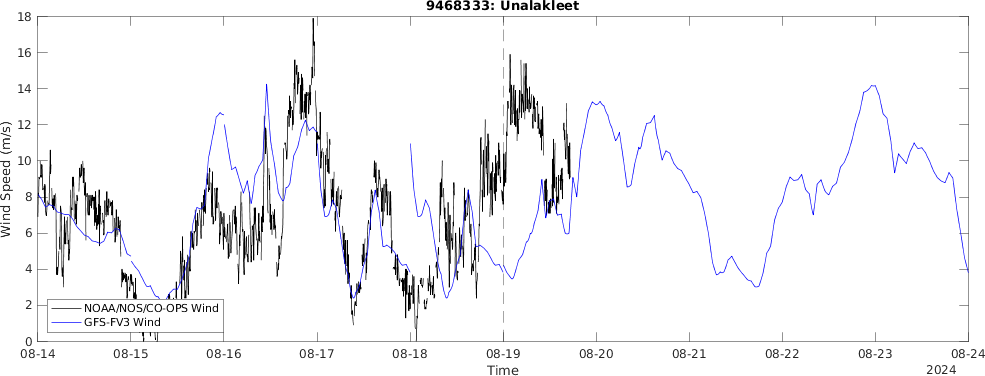 9468333: Unalakleet
18
16
14
12
10
8
6
4
2
0
Wind Speed (m/s)
NOAA/NOS/CO-OPS Wind
GFS-FV3 Wind
08-14 08-15 08-16 08-17 08-18 08-19 08-20 08-21 08-22 08-23 08-24
Time
2024